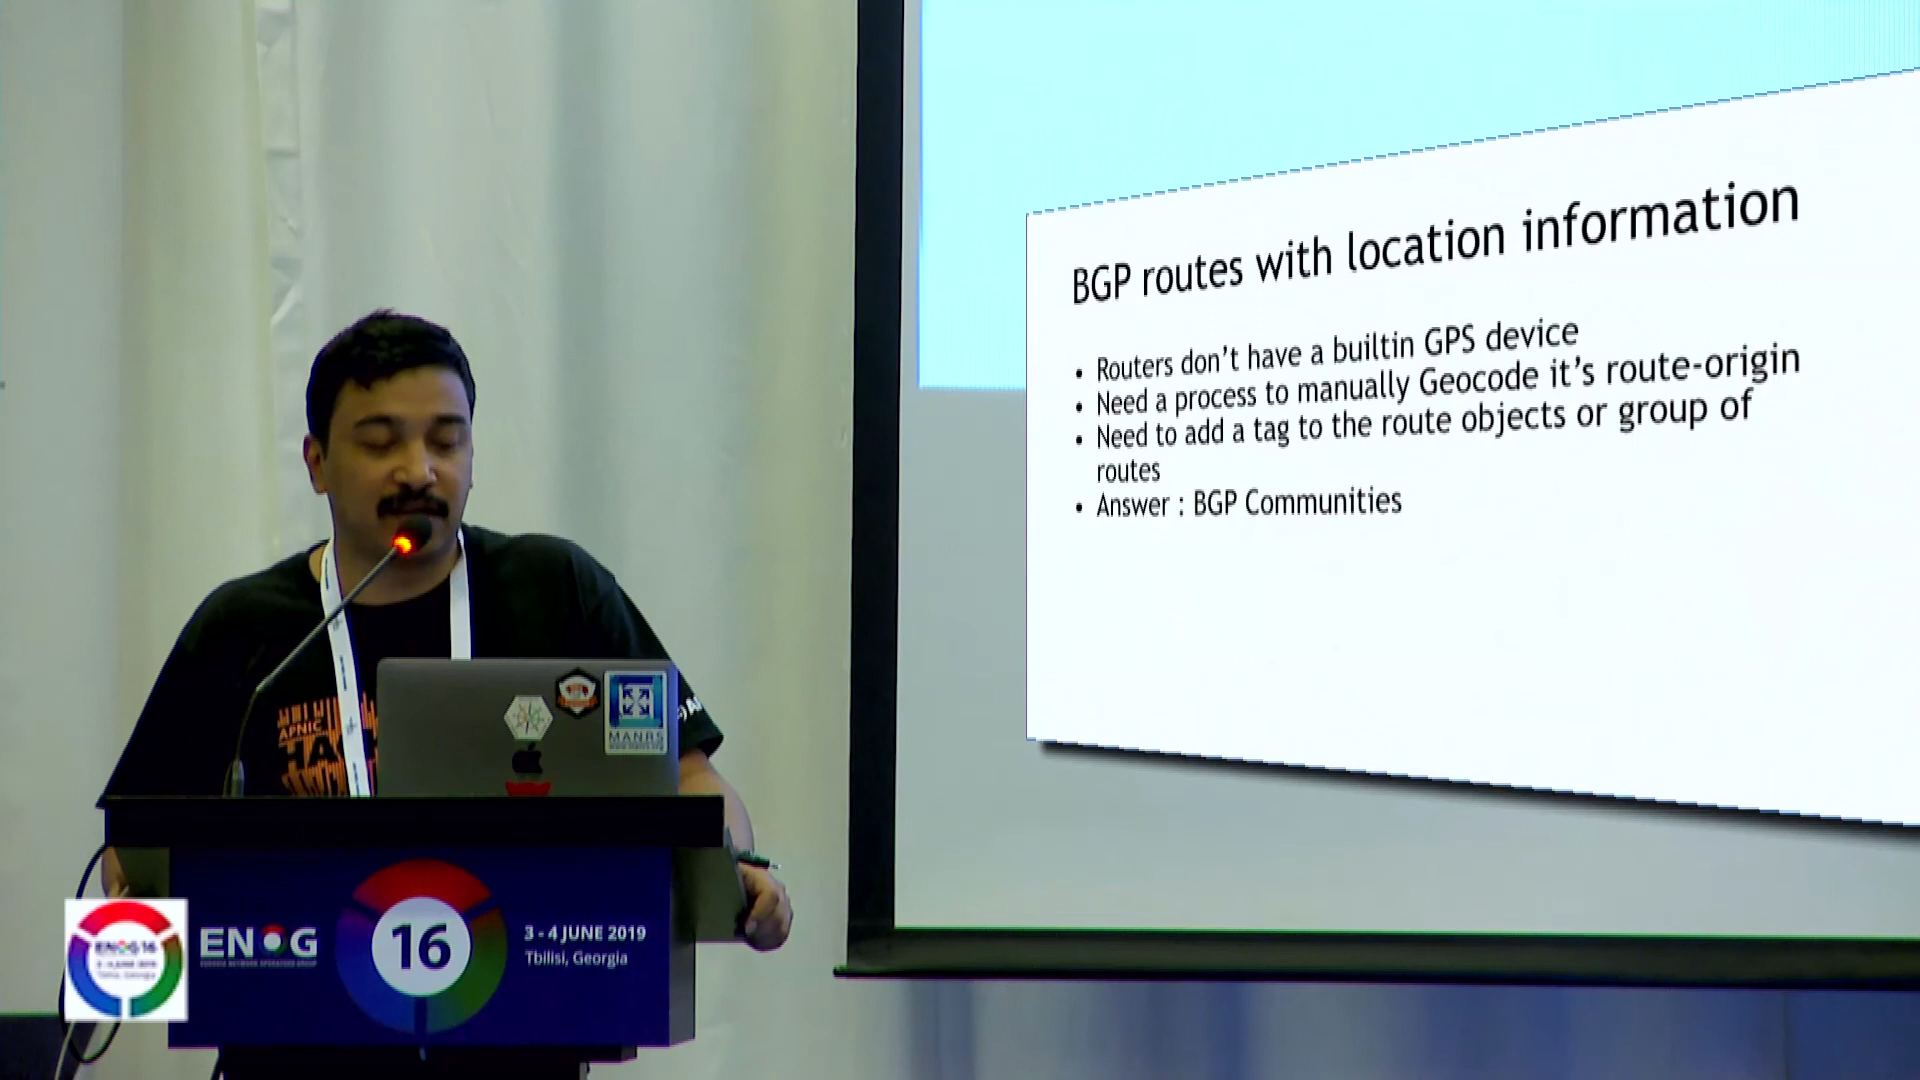 BGP routes with location information
• Routers don't have a builtin GPS device
• Need a process to manually Geocode it's route-origin
• Need to add a tag to the route objects or group of
routes
• Answer : BGP Communities
APNIC
MANRS
ENOG
16
3 - 4 JUNE 2019
Tbilisi, Georgia
ENOG 16